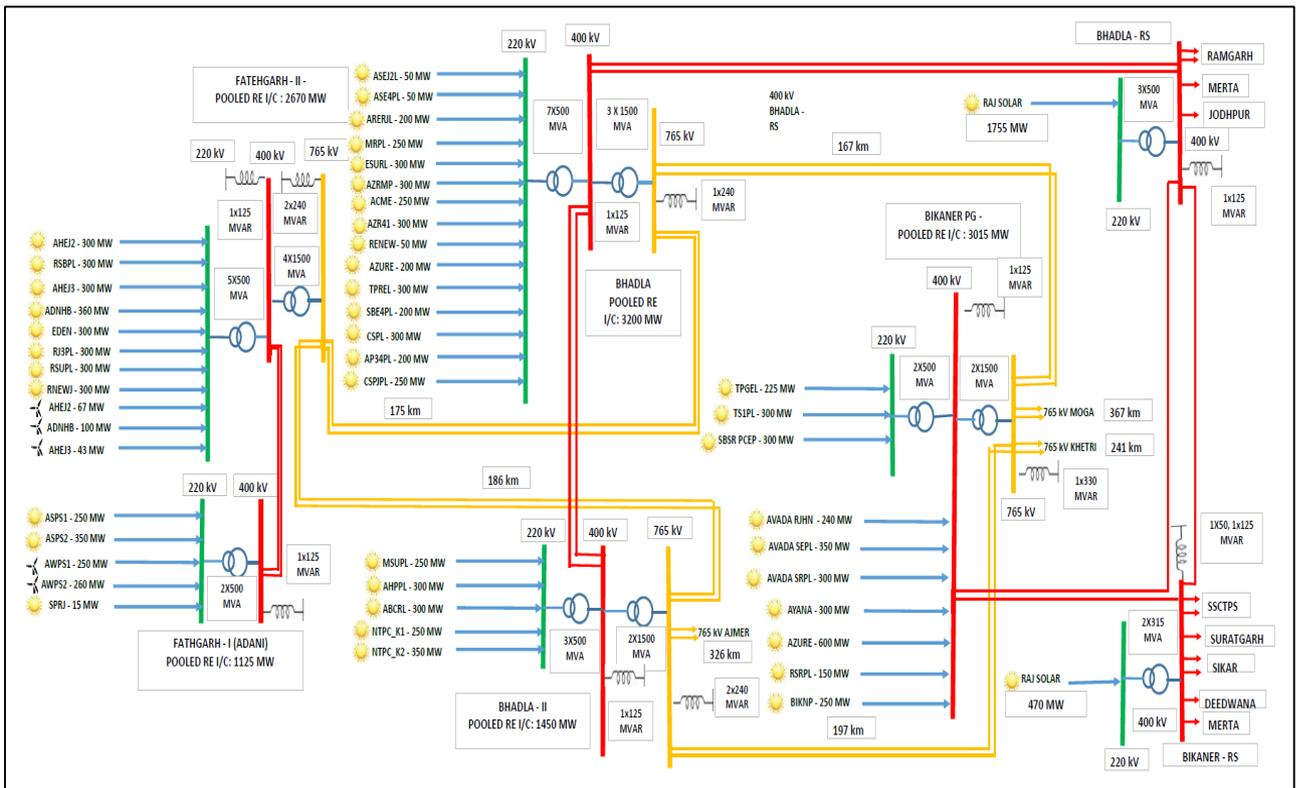 FATEHGARH - II -
POOLED RE I/C : 2670 MW
220 kV
400 kV
765 kV
1x125
MVAR
2x240
MVAR
4X1500
MVA
5X500
MVA
AHEJ2 - 300 MW
RSBPL - 300 MW
AHEJ3 - 300 MW
ADNHB - 360 MW
EDEN - 300 MW
RJ3PL - 300 MW
RSUPL - 300 MW
RNEWJ - 300 MW
AHEJ2 - 67 MW
ADNHB - 100 MW
AHEJ3 - 43 MW
220 kV
400 kV
ASPS1 - 250 MW
ASPS2 - 350 MW
AWPS1 - 250 MW
AWPS2 - 260 MW
SPRJ - 15 MW
2X500
MVA
1x125
MVAR
FATHGARH - I (ADANI)
POOLED RE I/C: 1125 MW
220 kV
400 kV
ASEJ2L - 50 MW
ASE4PL - 50 MW
ARERJL - 200 MW
MRPL - 250 MW
ESURL - 300 MW
AZRMP - 300 MW
ACME - 250 MW
AZR41 - 300 MW
RENEW - 50 MW
AZURE - 200 MW
TPREL - 300 MW
SBE4PL - 200 MW
CSPL - 300 MW
AP34PL - 200 MW
CSPJPL - 250 MW
7X500
MVA
3 X 1500
MVA
765 kV
1x125
MVAR
1x240
MVAR
BHADLA
POOLED RE
I/C: 3200 MW
175 km
186 km
167 km
400 kV
BHADLA -
RS
220 kV
400 kV
765 kV
MSUPL - 250 MW
AHPPL - 300 MW
ABCRL - 300 MW
NTPC_K1 - 250 MW
NTPC_K2 - 350 MW
3X500
MVA
2X1500
MVA
765 kV AJMER
326 km
1x125
MVAR
2x240
MVAR
BHADLA - II
POOLED RE I/C: 1450 MW
BIKANER PG -
POOLED RE I/C : 3015 MW
400 kV
1x125
MVAR
220 kV
2X500
MVA
2X1500
MVA
TPGEL - 225 MW
TS1PL - 300 MW
SBSR PCEP - 300 MW
765 kV MOGA
367 km
765 kV KHETRI
241 km
1x330
MVAR
765 kV
AVADA RJHN - 240 MW
AVADA SEPL - 350 MW
AVADA SRPL - 300 MW
AYANA - 300 MW
AZURE - 600 MW
RSRPL - 150 MW
BIKNP - 250 MW
197 km
BHADLA - RS
RAMGARH
MERTA
JODHPUR
RAJ SOLAR
1755 MW
3X500
MVA
400 kV
1x125
MVAR
220 kV
1X50, 1x125
MVAR
SSCTPS
SURATGARH
SIKAR
DEEDWANA
MERTA
2X315
MVA
RAJ SOLAR
470 MW
400 kV
220 kV
BIKANER - RS